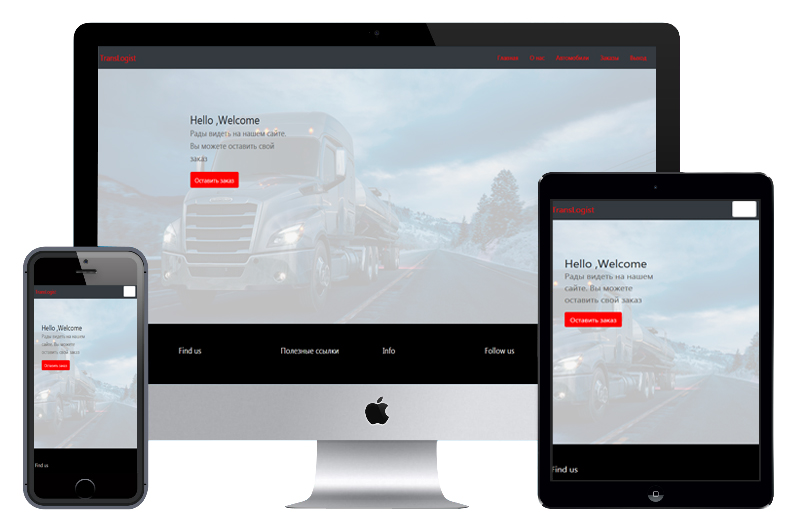 TransLogist
Главная О нас Автомобили Заказы Выход
Hello ,Welcome
Рады видеть на нашем сайте.
Вы можете оставить свой
заказ
Оставить заказ
Find us Полезные ссылки Info Follow us
TransLogist
Hello ,Welcome
Рады видеть на нашем
сайте. Вы можете
оставить свой заказ
Оставить заказ
Find us
Hello ,Welcome
Рады видеть на нашем
сайте. Вы можете
оставить свой заказ
Оставить заказ
Find us